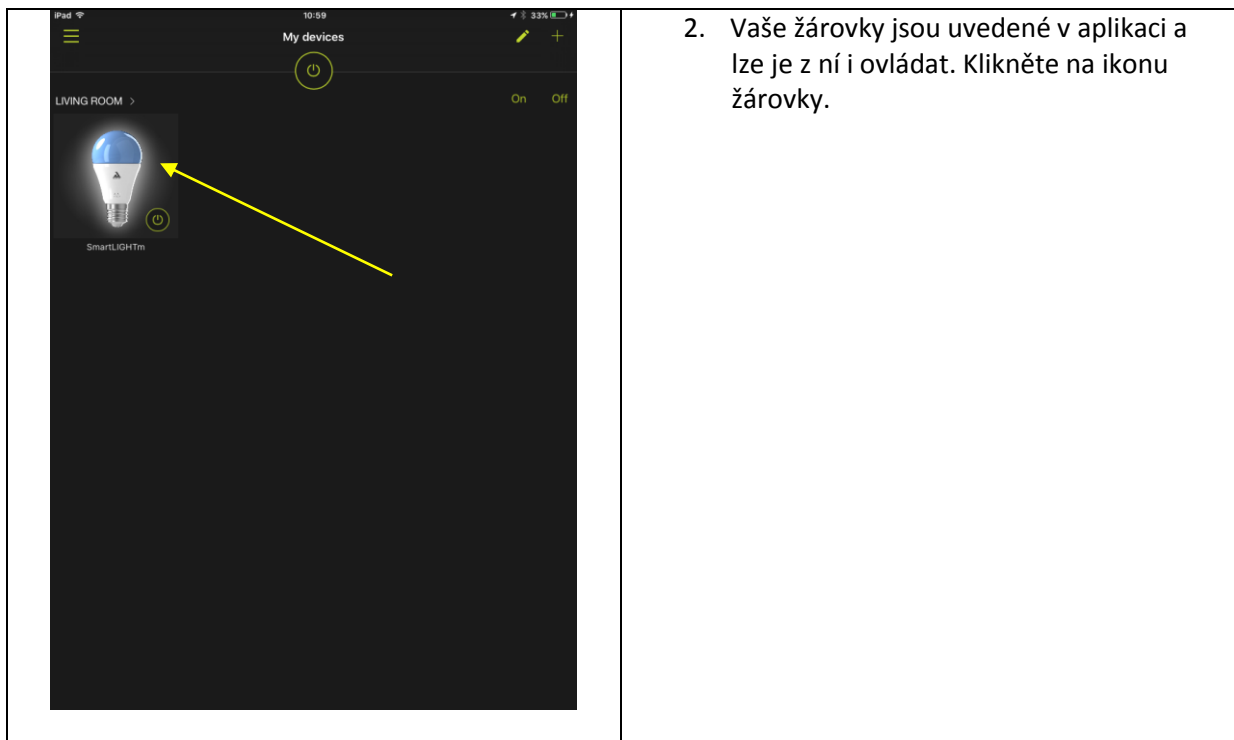 iPad 10:59 33%
My devices
LIVING ROOM > On Off
SmartLIGHTm
2. Vaše žárovky jsou uvedené v aplikaci a
lze je z ní i ovládat. Klikněte na ikonu
žárovky.